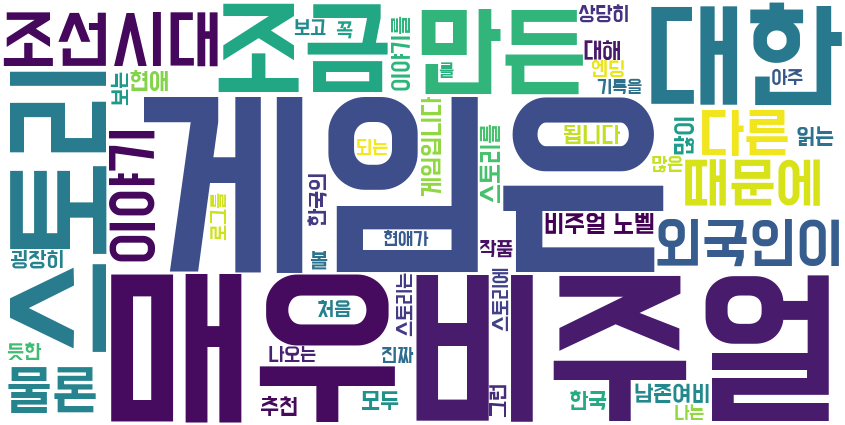 조선시대
조금
보고
꼭
이야기를
룰
만든
상당히
대해
엔딩
기록을
대한
아주
보는
현애
스토리
이야기
게임은
되는
게임입니다
스토리를
됩니다
많이
다른
읽는
많은
때문에
로그를
한국인
현애가
작품
비주얼 노벨
외국인이
굉장히
볼
매우
처음
스토리는
스토리에
비주얼
듯한
물론
나오는
진짜
추천
모두
그런
한국
남존여비
나는